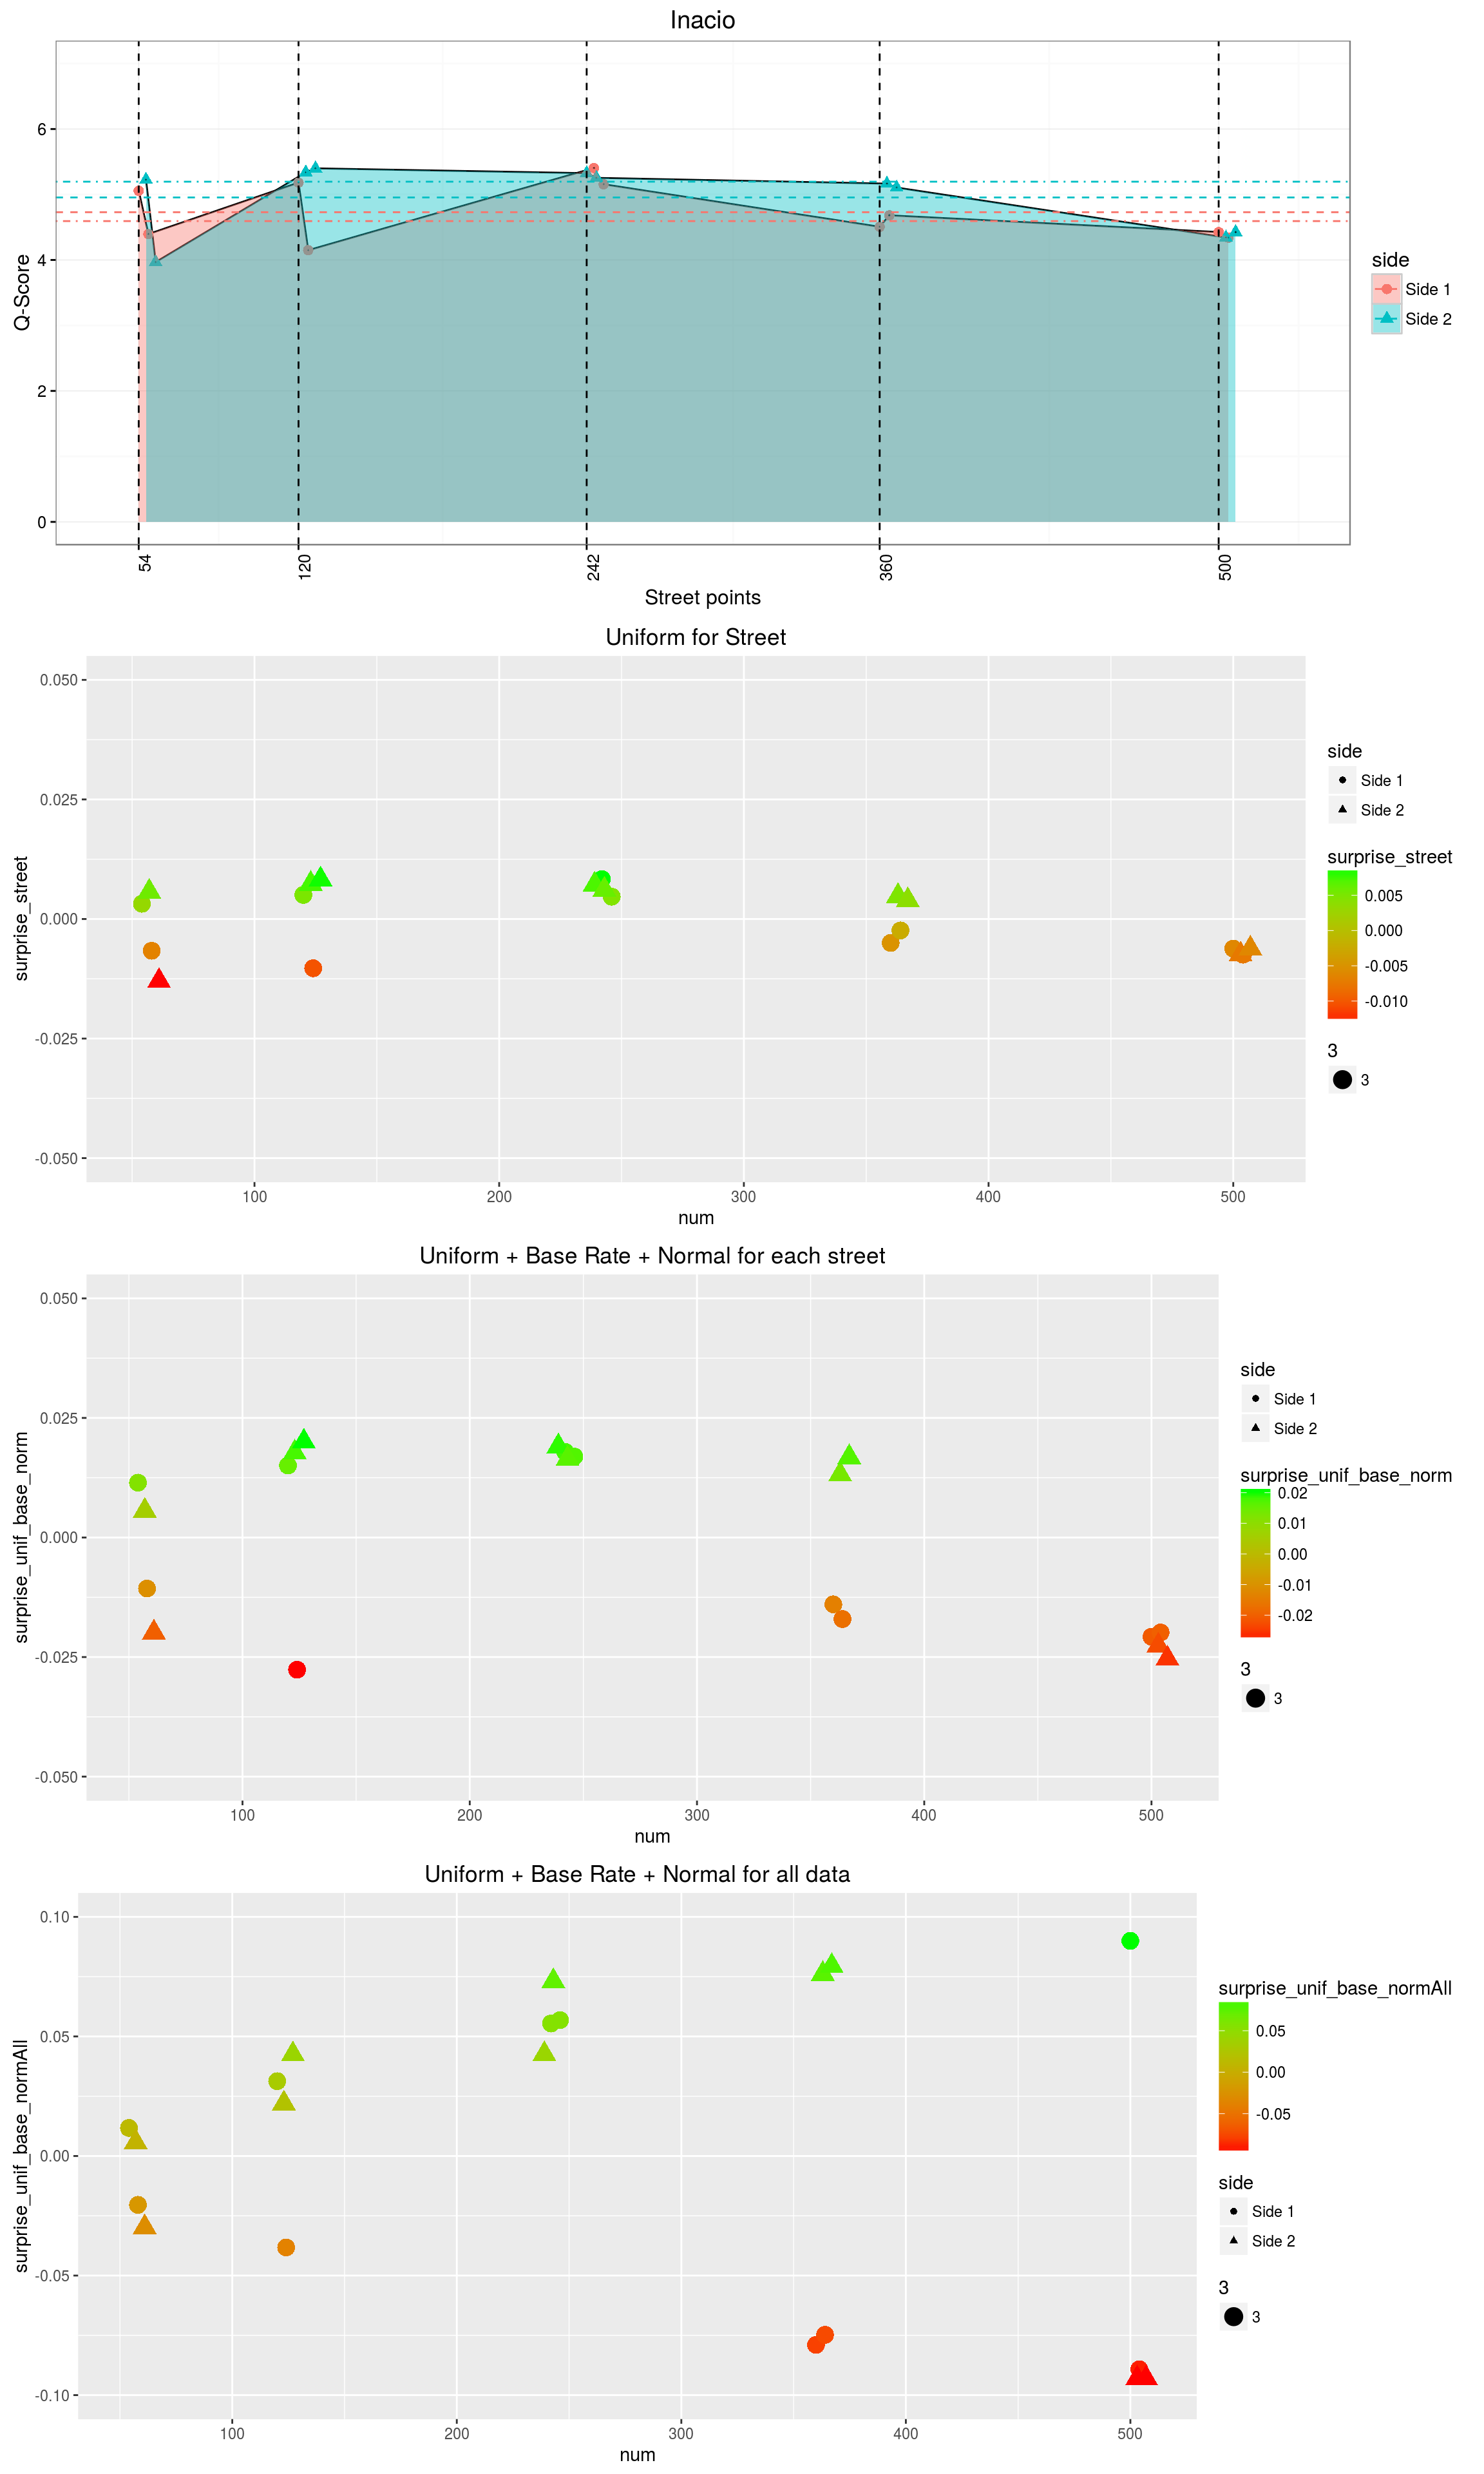 Inacio
6
4
2
0
Q-Score
54
120
242
360
500
Street points
side
Side 1
Side 2
Uniform for Street
0.050
0.025
0.000
-0.025
-0.050
surprise_street
100
200
300
400
500
num
side
Side 1
Side 2
surprise_street
0.005
0.000
-0.005
-0.010
3
3
Uniform + Base Rate + Normal for each street
0.050
0.025
0.000
-0.025
-0.050
surprise_unif_base_norm
100
200
300
400
500
num
side
Side 1
Side 2
surprise_unif_base_norm
0.02
0.01
0.00
-0.01
-0.02
3
3
Uniform + Base Rate + Normal for all data
0.10
0.05
0.00
-0.05
-0.10
surprise_unif_base_normAll
100
200
300
400
500
num
surprise_unif_base_normAll
0.05
0.00
-0.05
side
Side 1
Side 2
3
3